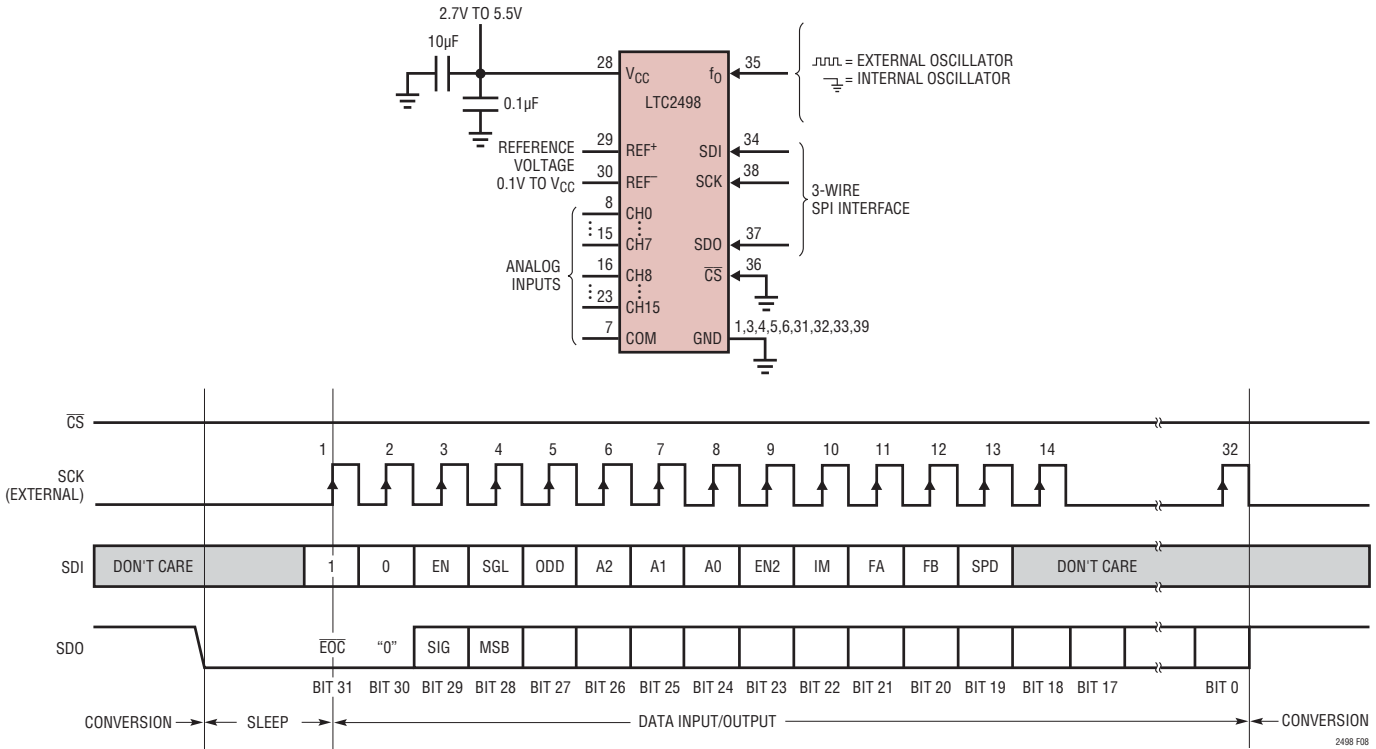 2.7V TO 5.5V
10µF
0.1µF
28
VCC
fO
35
= EXTERNAL OSCILLATOR
= INTERNAL OSCILLATOR
LTC2498
REFERENCE
VOLTAGE
0.1V TO VCC
29
REF+
30
REF–
SDI
34
SCK
38
3-WIRE
SPI INTERFACE
ANALOG
INPUTS
8
CH0
15
CH7
16
CH8
23
CH15
7
COM
SDO
37
CS
36
GND
1,3,4,5,6,31,32,33,39
CS
1 2 3 4 5 6 7 8 9 10 11 12 13 14 32
SCK
(EXTERNAL)
SDI DON'T CARE 1 0 EN SGL ODD A2 A1 A0 EN2 IM FA FB SPD DON'T CARE
SDO EOC "0" SIG MSB
BIT 31 BIT 30 BIT 29 BIT 28 BIT 27 BIT 26 BIT 25 BIT 24 BIT 23 BIT 22 BIT 21 BIT 20 BIT 19 BIT 18 BIT 17 BIT 0
CONVERSION SLEEP DATA INPUT/OUTPUT CONVERSION
2498 F08